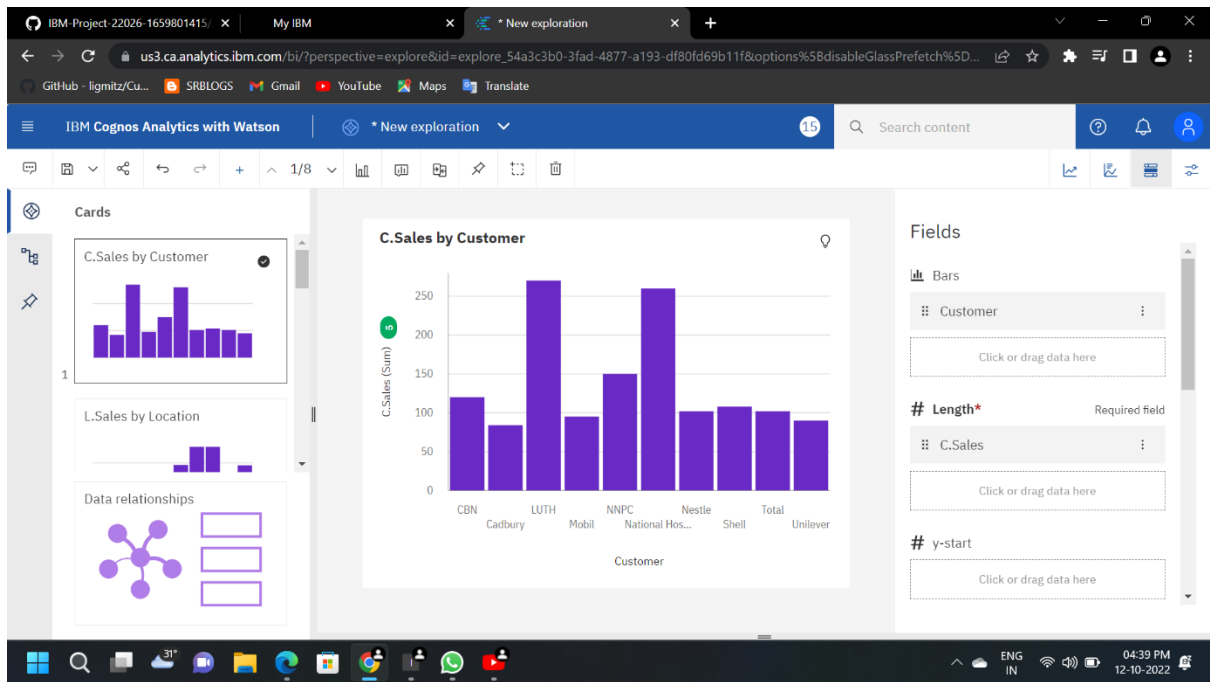 IBM-Project-22026-1659801415/
My IBM
* New exploration
us3.ca.analytics.ibm.com/bi/?perspective=explore&id=explore_54a3c3b0-3fad-4877-a193-df80fd69b11f&options%5BdisableGlassPrefetch%5D...
GitHub - ligmitz/Cu...
SRBLOGS
Gmail
YouTube
Maps
Translate
IBM Cognos Analytics with Watson
* New exploration
15
Search content
1/8
Cards
C.Sales by Customer
1
L.Sales by Location
Data relationships
C.Sales by Customer
C.Sales (Sum)
5
250
200
150
100
50
0
CBN
Cadbury
LUTH
Mobil
NNPC
National Hos...
Nestle
Shell
Total
Unilever
Customer
Fields
Bars
Customer
Click or drag data here
# Length*
Required field
C.Sales
Click or drag data here
# y-start
Click or drag data here
31°
ENG
IN
04:39 PM
12-10-2022